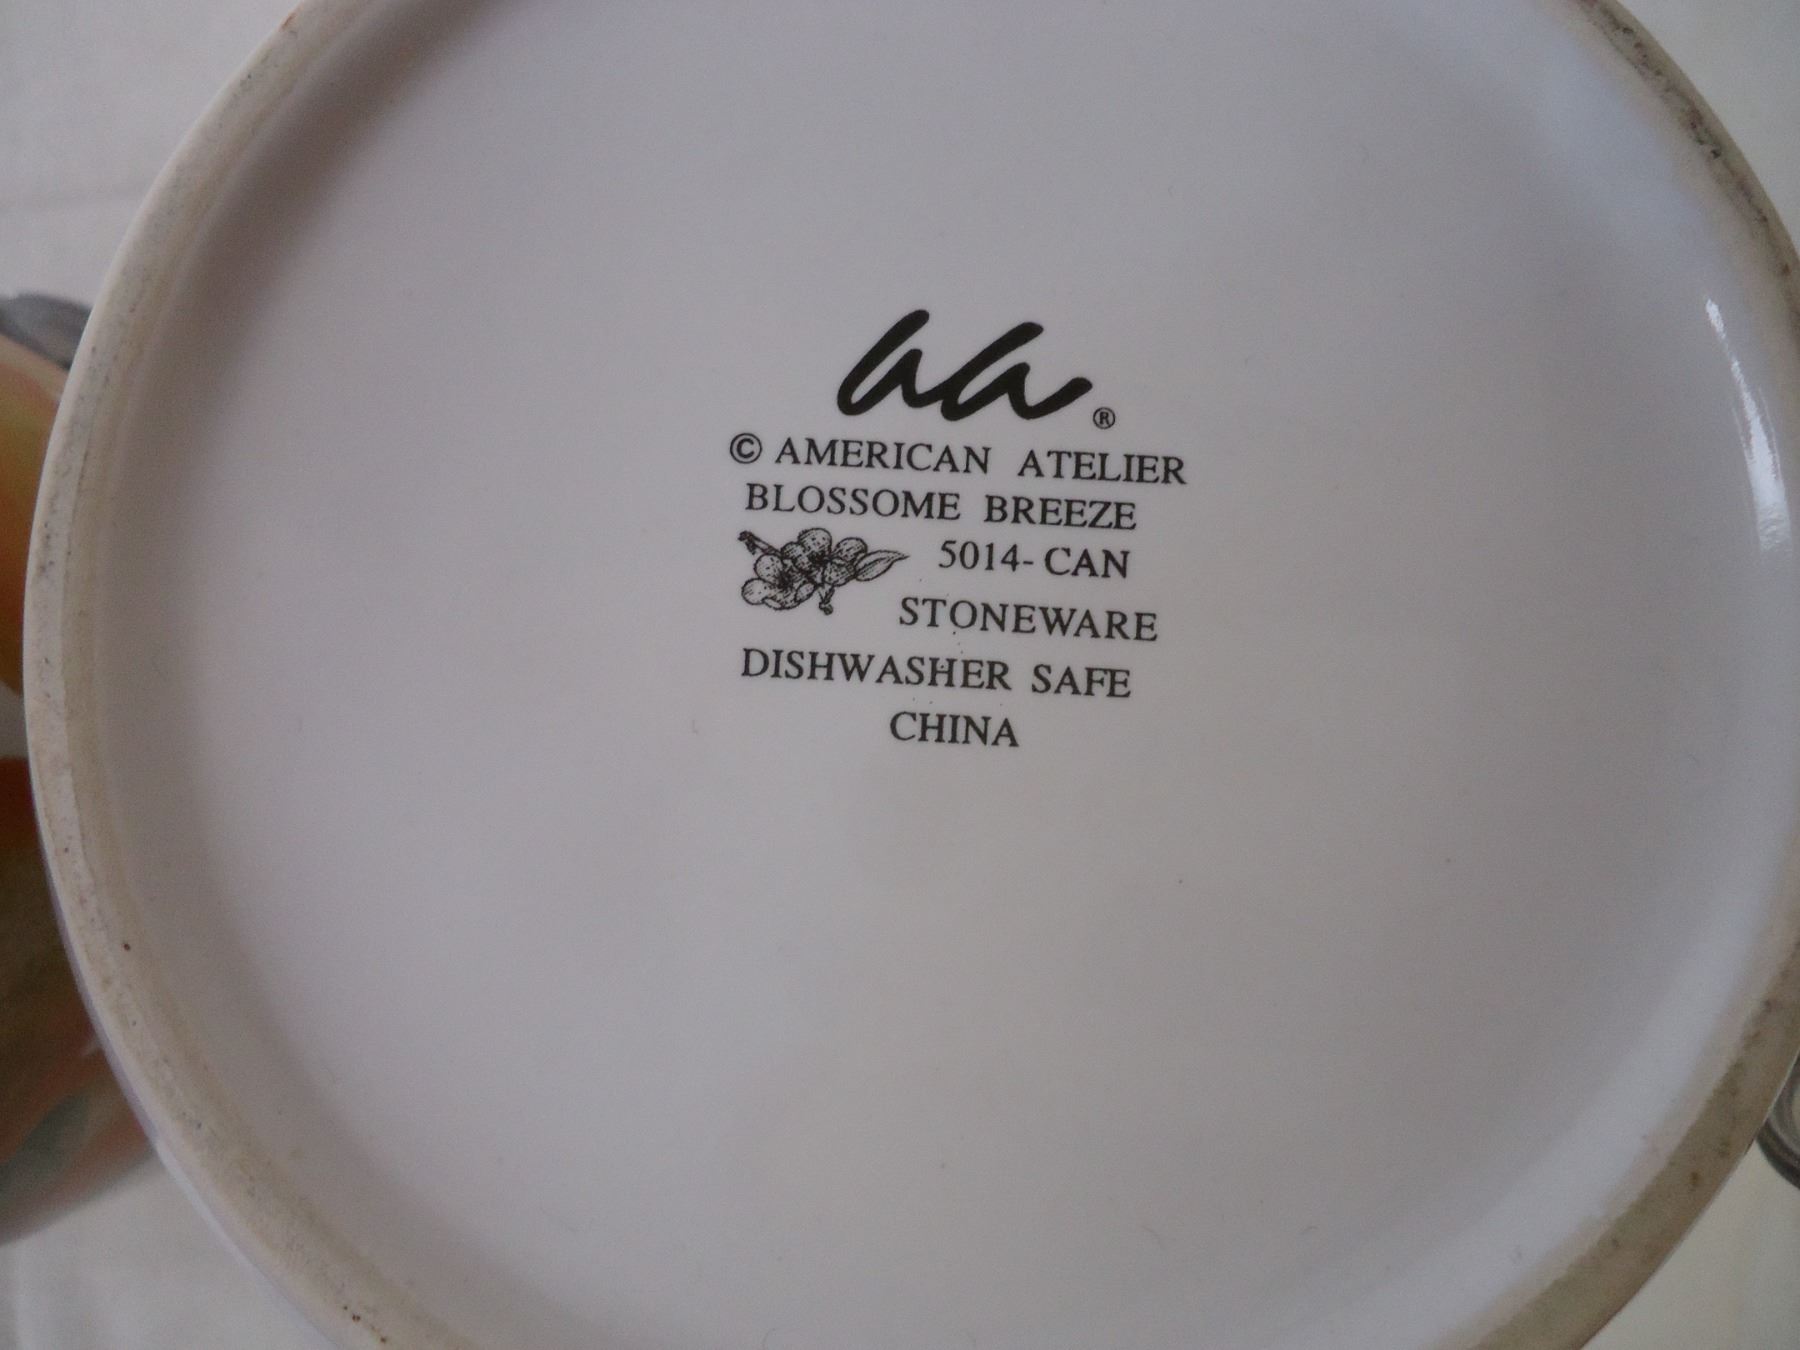 aa®
© AMERICAN ATELIER
BLOSSOME BREEZE
5014-CAN
STONEWARE
DISHWASHER SAFE
CHINA